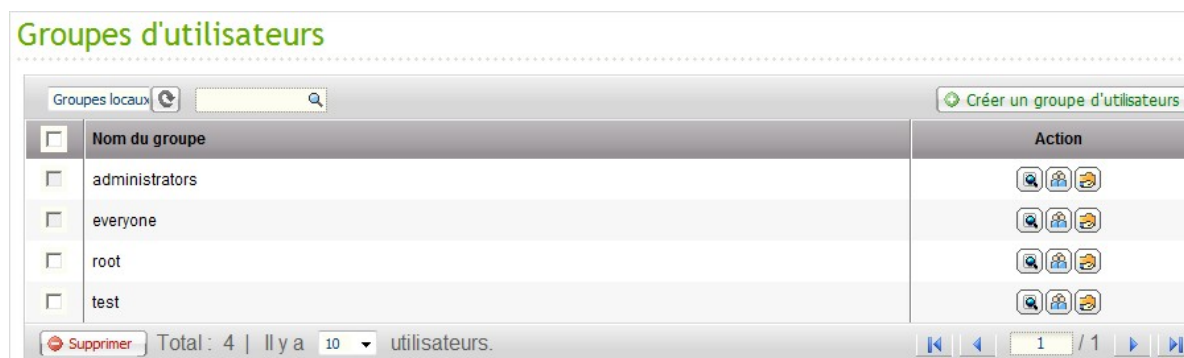 Groupes d'utilisateurs
Groupes locaux Créer un groupe d'utilisateurs
Nom du groupe Action
administrators
everyone
root
test
Supprimer Total : 4 | Il y a 10 utilisateurs. 1 / 1